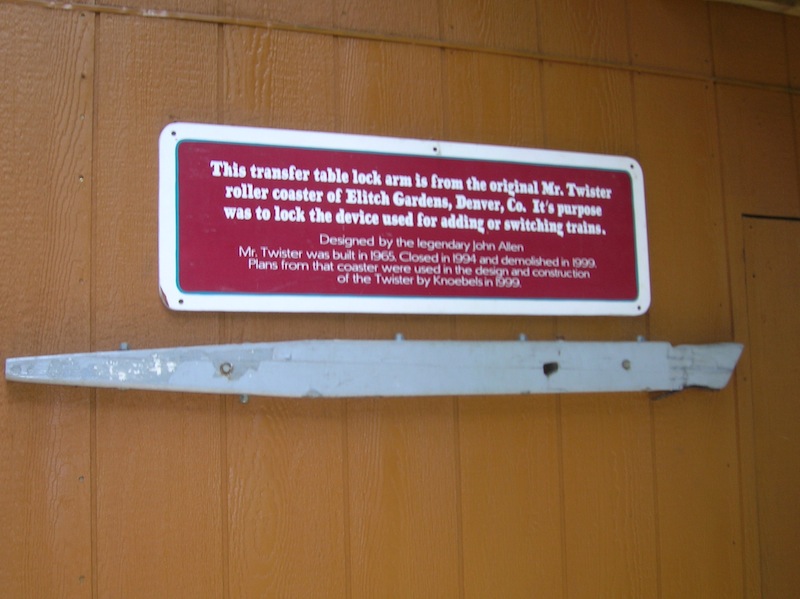 This transfer table lock arm is from the original Mr. Twister
roller coaster of Elitch Gardens, Denver, Co. It's purpose
was to lock the device used for adding or switching trains.
Designed by the legendary John Allen
Mr. Twister was built in 1965. Closed in 1994 and demolished in 1999.
Plans from that coaster were used in the design and construction
of the Twister by Knoebels in 1999.